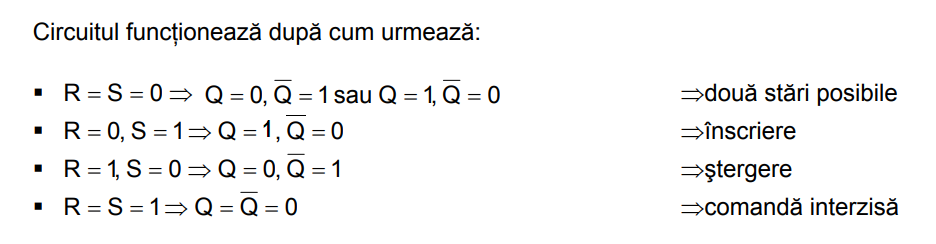 Circuitul funcționează după cum urmează:
▪ R = S = 0 ⇒ Q = 0, Q̅ = 1 sau Q = 1, Q̅ = 0 ⇒două stări posibile
▪ R = 0, S = 1 ⇒ Q = 1, Q̅ = 0 ⇒înscriere
▪ R = 1, S = 0 ⇒ Q = 0, Q̅ = 1 ⇒ştergere
▪ R = S = 1 ⇒ Q = Q̅ = 0 ⇒comandă interzisă